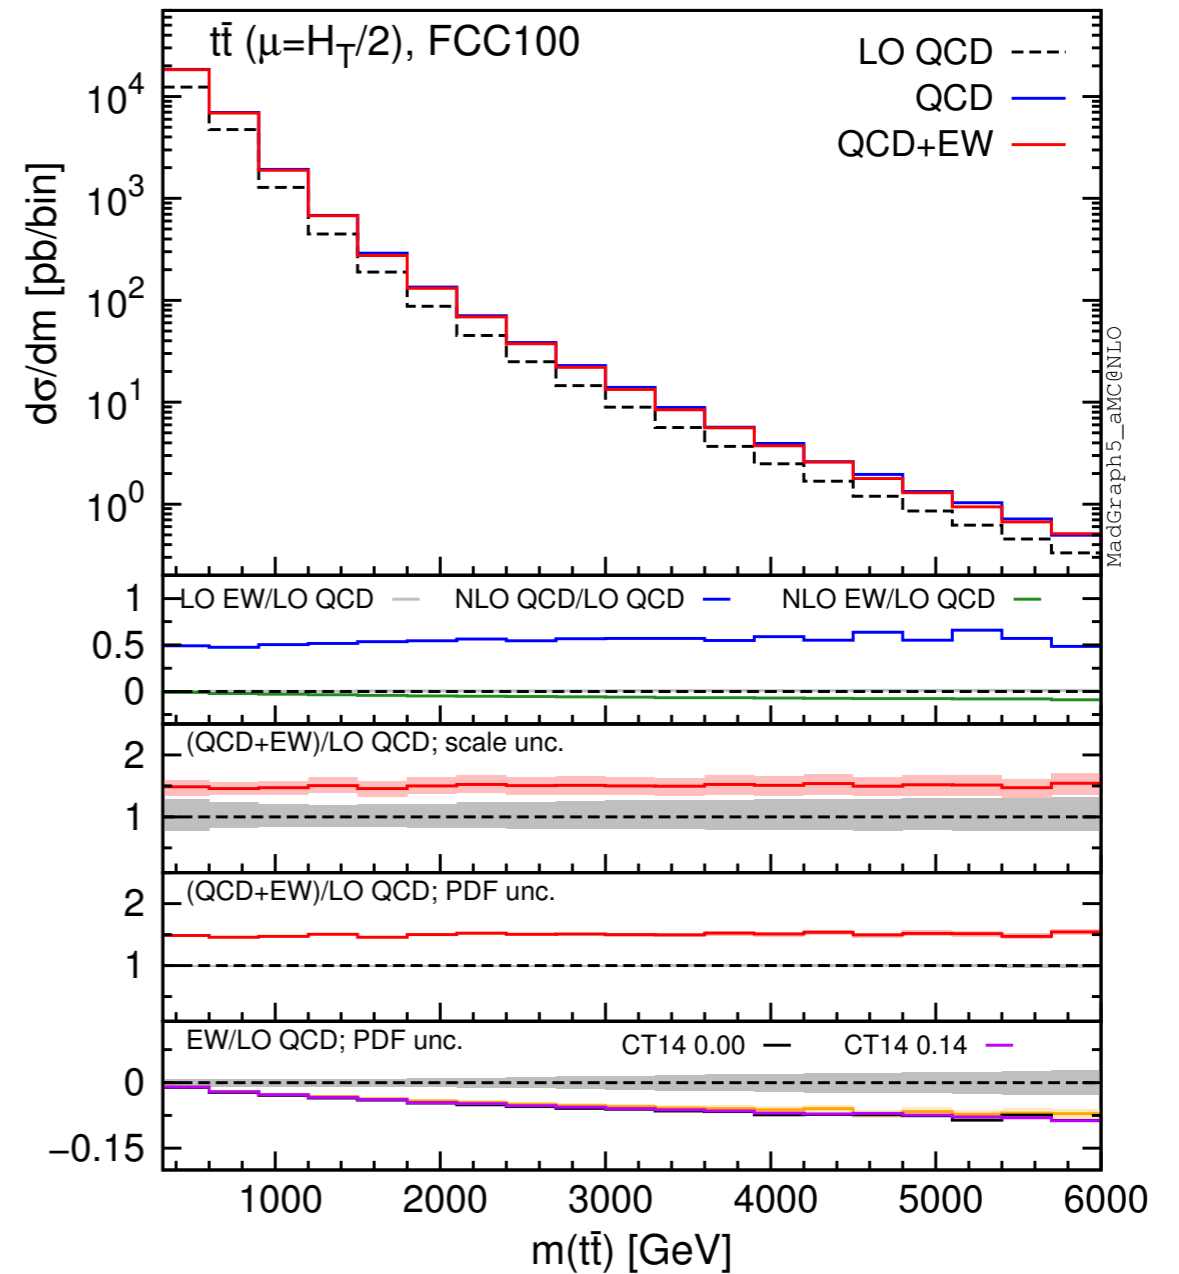 tt̄ (μ=H_T/2), FCC100
LO QCD
QCD
QCD+EW
dσ/dm [pb/bin]
10^4
10^3
10^2
10^1
10^0
MadGraph5_aMC@NLO
LO EW/LO QCD NLO QCD/LO QCD NLO EW/LO QCD
1
0.5
0
(QCD+EW)/LO QCD; scale unc.
2
1
(QCD+EW)/LO QCD; PDF unc.
2
1
EW/LO QCD; PDF unc. CT14 0.00 CT14 0.14
0
−0.15
1000 2000 3000 4000 5000 6000
m(tt̄) [GeV]